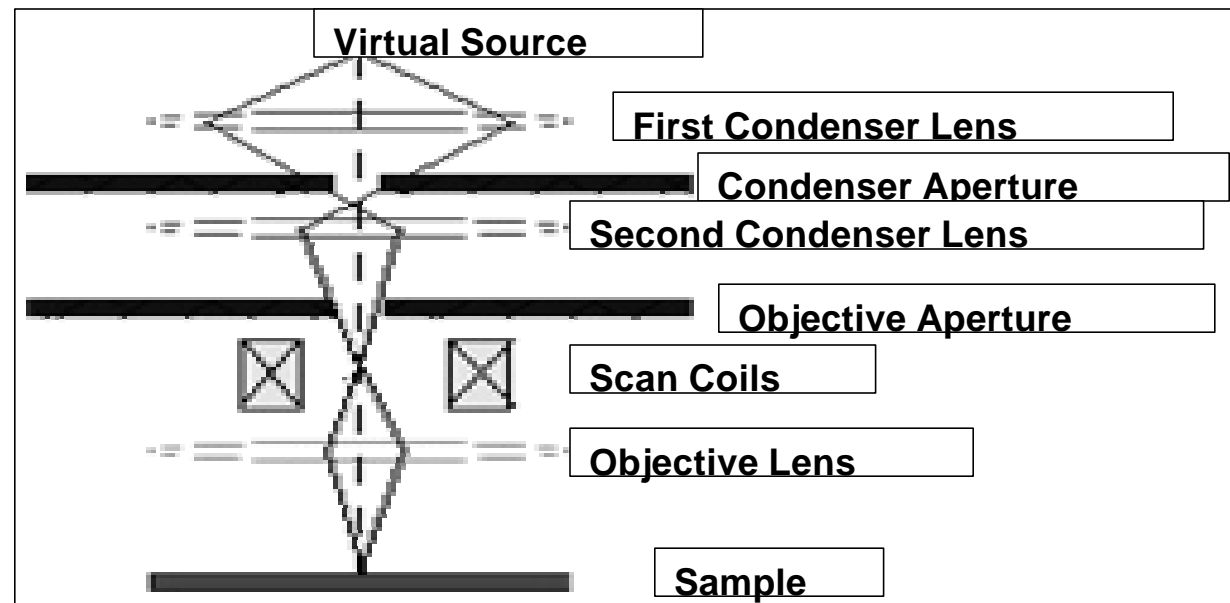 Virtual Source
First Condenser Lens
Condenser Aperture
Second Condenser Lens
Objective Aperture
Scan Coils
Objective Lens
Sample